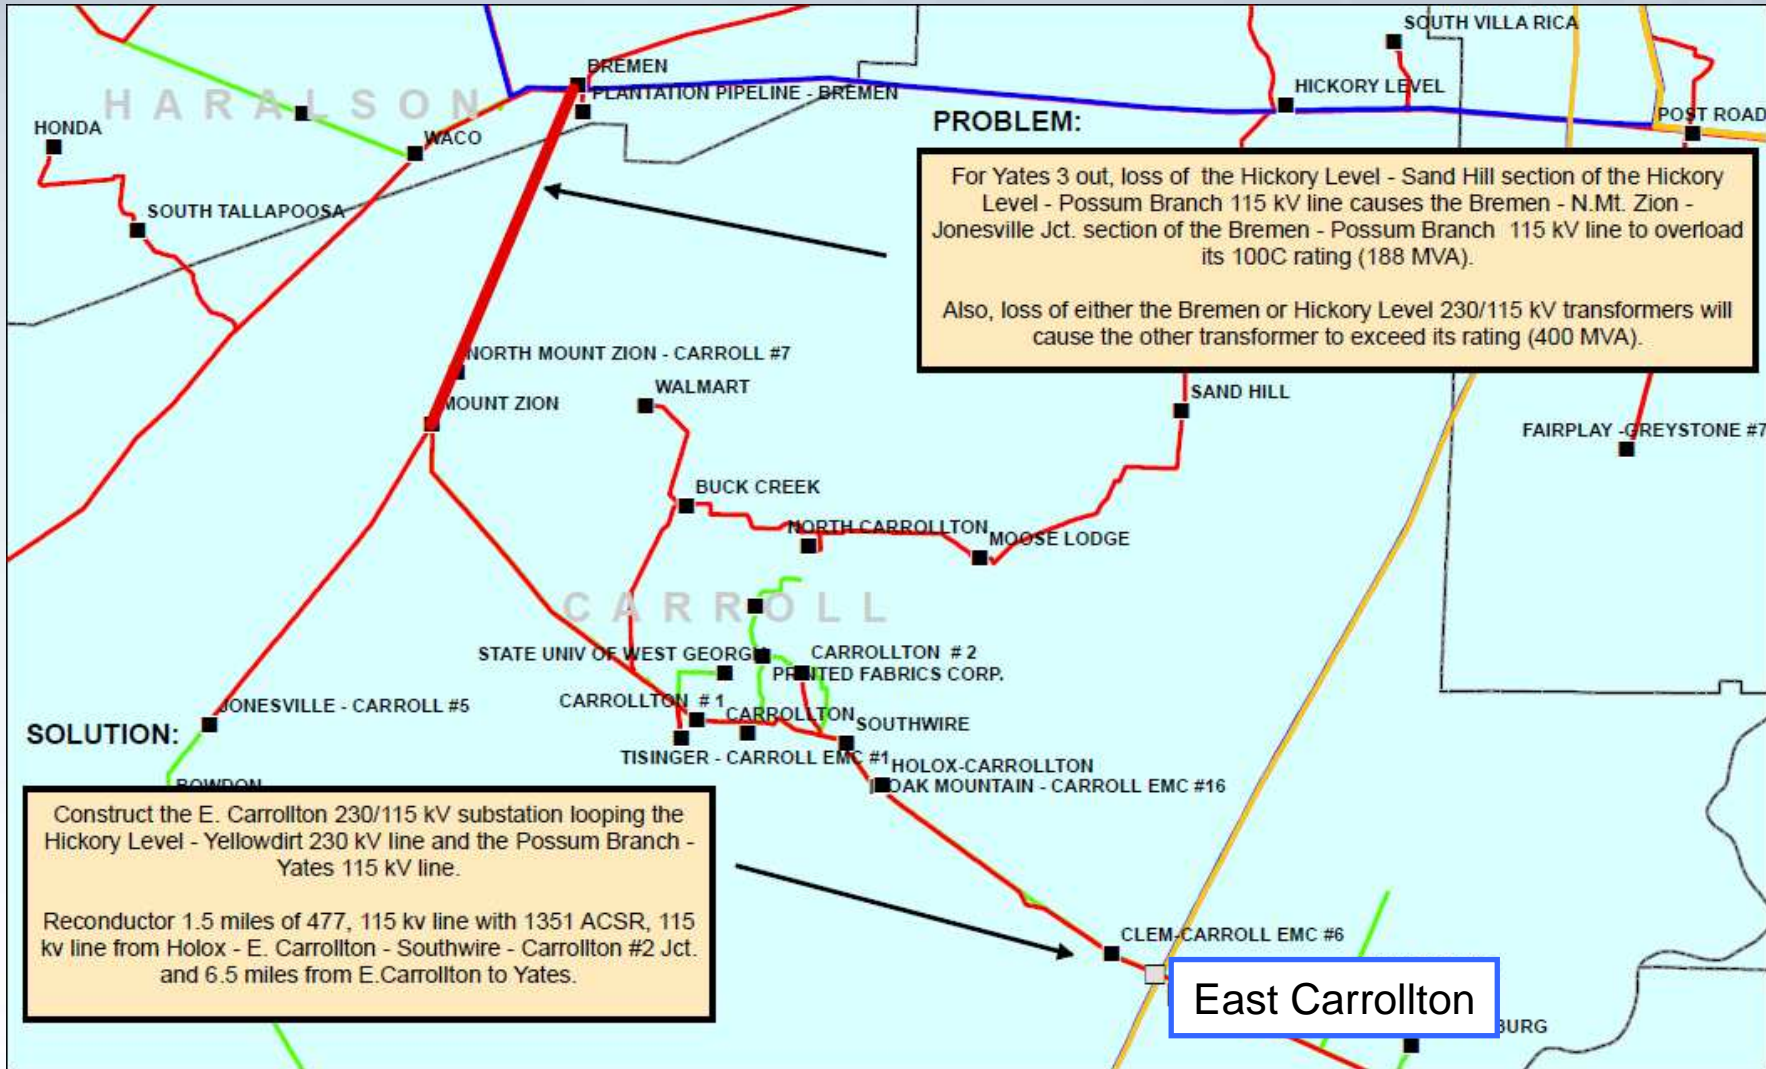 SOUTH VILLA RICA
BREMEN
HICKORY LEVEL
PLANTATION PIPELINE - BREMEN
HARALSON
POST ROAD
PROBLEM:
HONDA
WACO
For Yates 3 out, loss of the Hickory Level - Sand Hill section of the Hickory
Level - Possum Branch 115 kV line causes the Bremen - N.Mt. Zion -
Jonesville Jct. section of the Bremen - Possum Branch 115 kV line to overload
its 100C rating (188 MVA).
Also, loss of either the Bremen or Hickory Level 230/115 kV transformers will
cause the other transformer to exceed its rating (400 MVA).
SOUTH TALLAPOOSA
NORTH MOUNT ZION - CARROLL #7
WALMART
SAND HILL
MOUNT ZION
FAIRPLAY -GREYSTONE #7
BUCK CREEK
NORTH CARROLLTON
MOOSE LODGE
CARROLL
STATE UNIV OF WEST GEORGIA
CARROLLTON # 2
PRINTED FABRICS CORP.
CARROLLTON # 1
JONESVILLE - CARROLL #5
CARROLLTON
SOUTHWIRE
SOLUTION:
TISINGER - CARROLL EMC #1
HOLOX-CARROLLTON
OAK MOUNTAIN - CARROLL EMC #16
BOWDON
Construct the E. Carrollton 230/115 kV substation looping the
Hickory Level - Yellowdirt 230 kV line and the Possum Branch -
Yates 115 kV line.
Reconductor 1.5 miles of 477, 115 kv line with 1351 ACSR, 115
kv line from Holox - E. Carrollton - Southwire - Carrollton #2 Jct.
and 6.5 miles from E.Carrollton to Yates.
CLEM-CARROLL EMC #6
East Carrollton
BURG